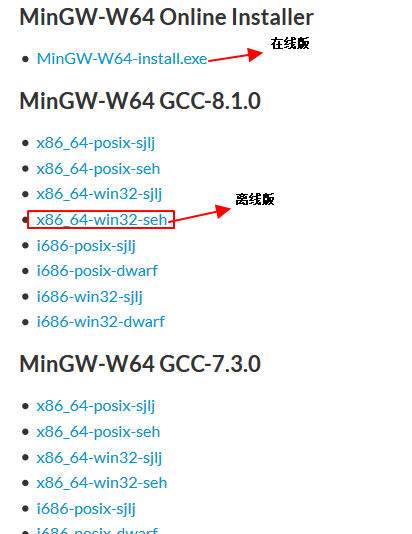 MinGW-W64 Online Installer
MinGW-W64-install.exe
在线版
MinGW-W64 GCC-8.1.0
x86_64-posix-sjlj
x86_64-posix-seh
x86_64-win32-sjlj
x86_64-win32-seh
离线版
i686-posix-sjlj
i686-posix-dwarf
i686-win32-sjlj
i686-win32-dwarf
MinGW-W64 GCC-7.3.0
x86_64-posix-sjlj
x86_64-posix-seh
x86_64-win32-sjlj
x86_64-win32-seh
i686-posix-sjlj
i686-posix-dwarf